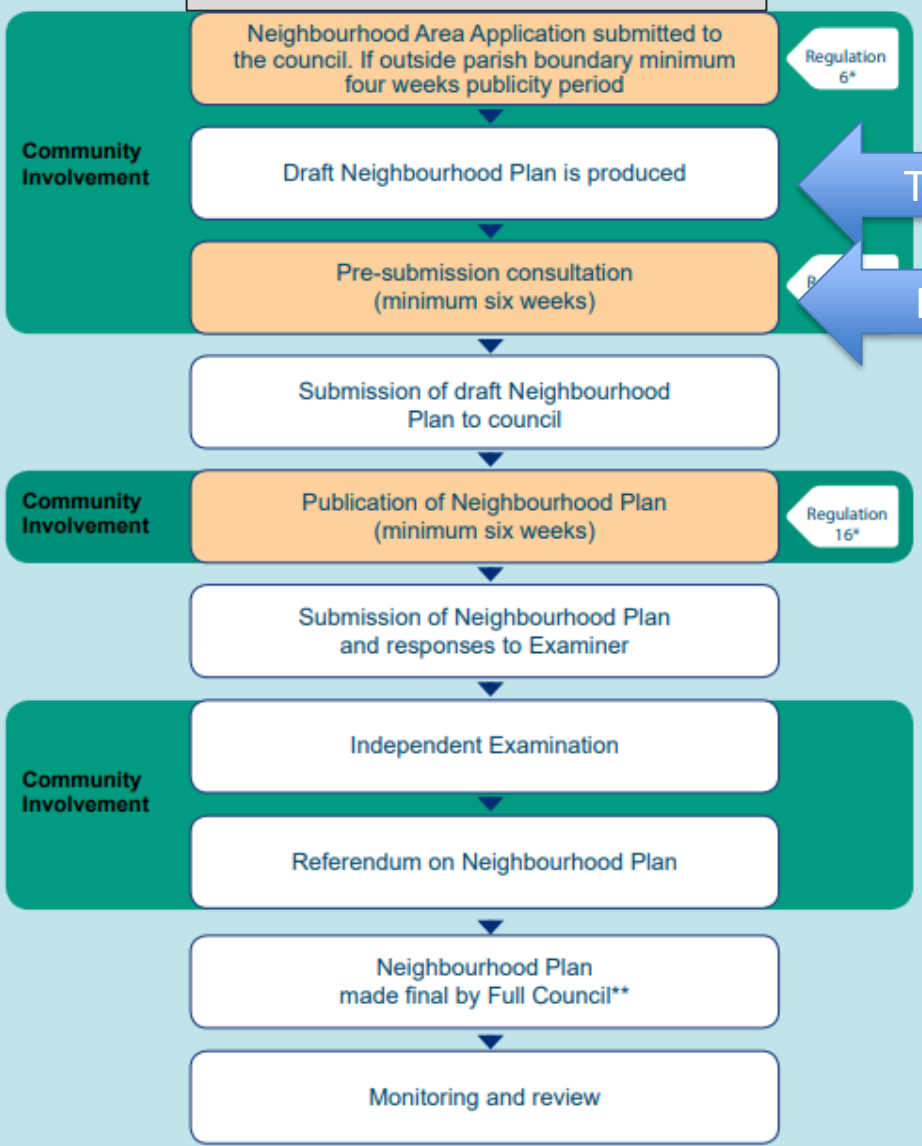 Neighbourhood Area Application submitted to
the council. If outside parish boundary minimum
four weeks publicity period
Regulation
6*
Community
Involvement
Draft Neighbourhood Plan is produced
T
Pre-submission consultation
(minimum six weeks)
Submission of draft Neighbourhood
Plan to council
Community
Involvement
Publication of Neighbourhood Plan
(minimum six weeks)
Regulation
16*
Submission of Neighbourhood Plan
and responses to Examiner
Independent Examination
Community
Involvement
Referendum on Neighbourhood Plan
Neighbourhood Plan
made final by Full Council**
Monitoring and review